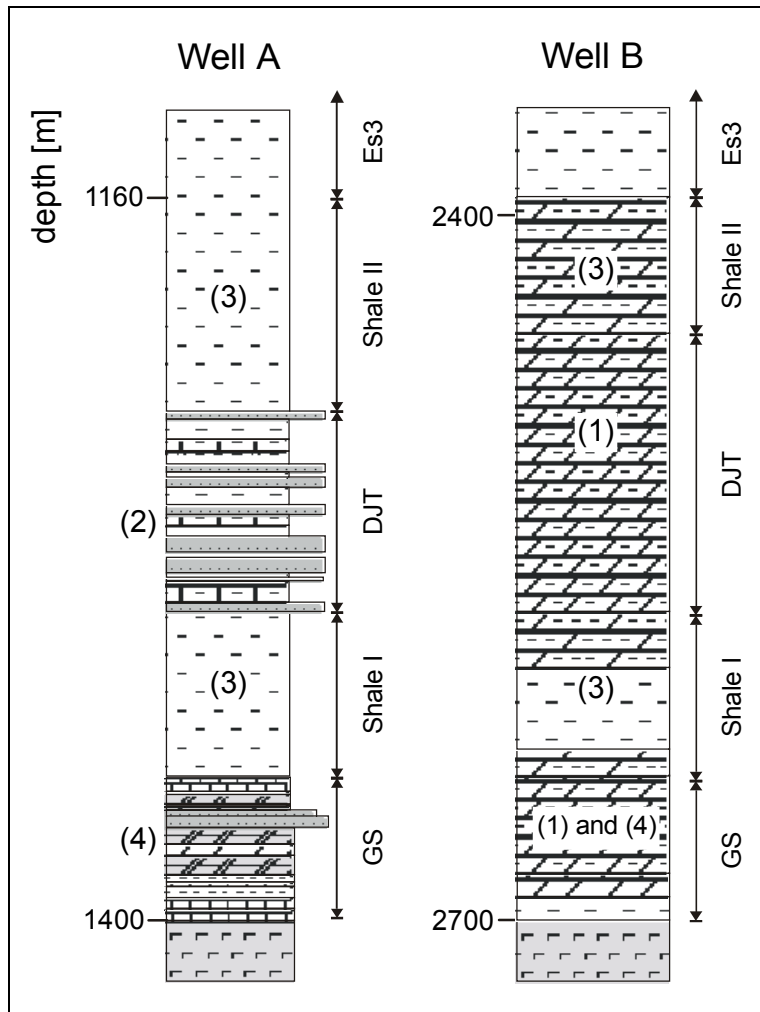 Well A
Well B
depth [m]
1160
1400
(3)
(2)
(3)
(4)
Es3
Shale II
DJT
Shale I
GS
2400
2700
(3)
(1)
(3)
(1) and (4)
Es3
Shale II
DJT
Shale I
GS